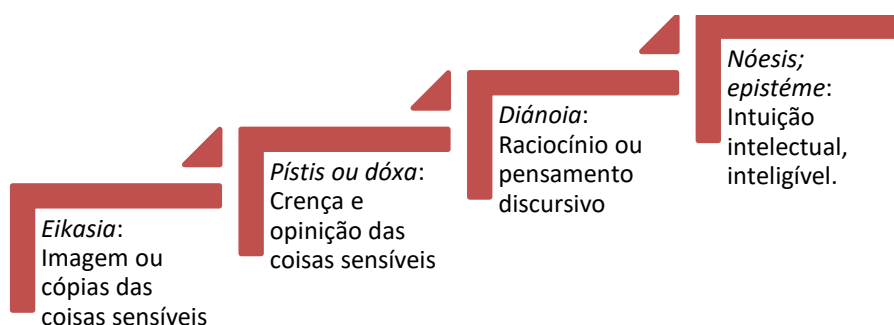 Eikasia:
Imagem ou
cópias das
coisas sensíveis
Pístis ou dóxa:
Crença e
opinição das
coisas sensíveis
Diánoia:
Raciocínio ou
pensamento
discursivo
Nóesis;
epistéme:
Intuição
intelectual,
inteligível.